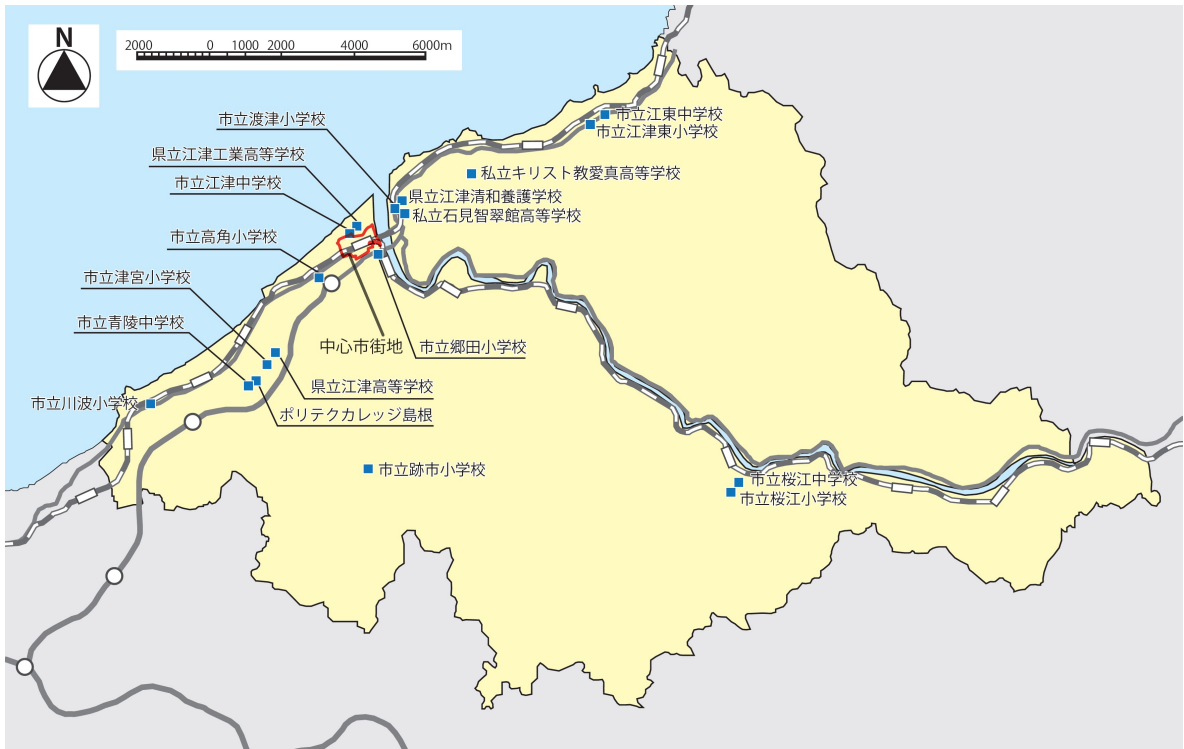 N
2000 0 1000 2000 4000 6000m
市立江東中学校
市立江津東小学校
市立渡津小学校
県立江津工業高等学校
私立キリスト教愛真高等学校
市立江津中学校
県立江津清和養護学校
私立石見智翠館高等学校
市立高角小学校
市立津宮小学校
市立青陵中学校
中心市街地
市立郷田小学校
県立江津高等学校
市立川波小学校
ポリテクカレッジ島根
市立跡市小学校
市立桜江中学校
市立桜江小学校